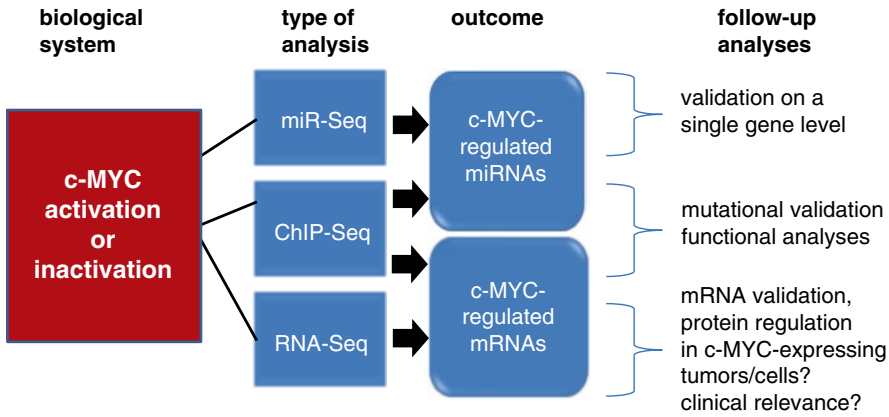 biological
system
type of
analysis
outcome
follow-up
analyses
c-MYC
activation
or
inactivation
miR-Seq
ChIP-Seq
RNA-Seq
c-MYC-
regulated
miRNAs
c-MYC-
regulated
mRNAs
validation on a
single gene level
mutational validation
functional analyses
mRNA validation,
protein regulation
in c-MYC-expressing
tumors/cells?
clinical relevance?